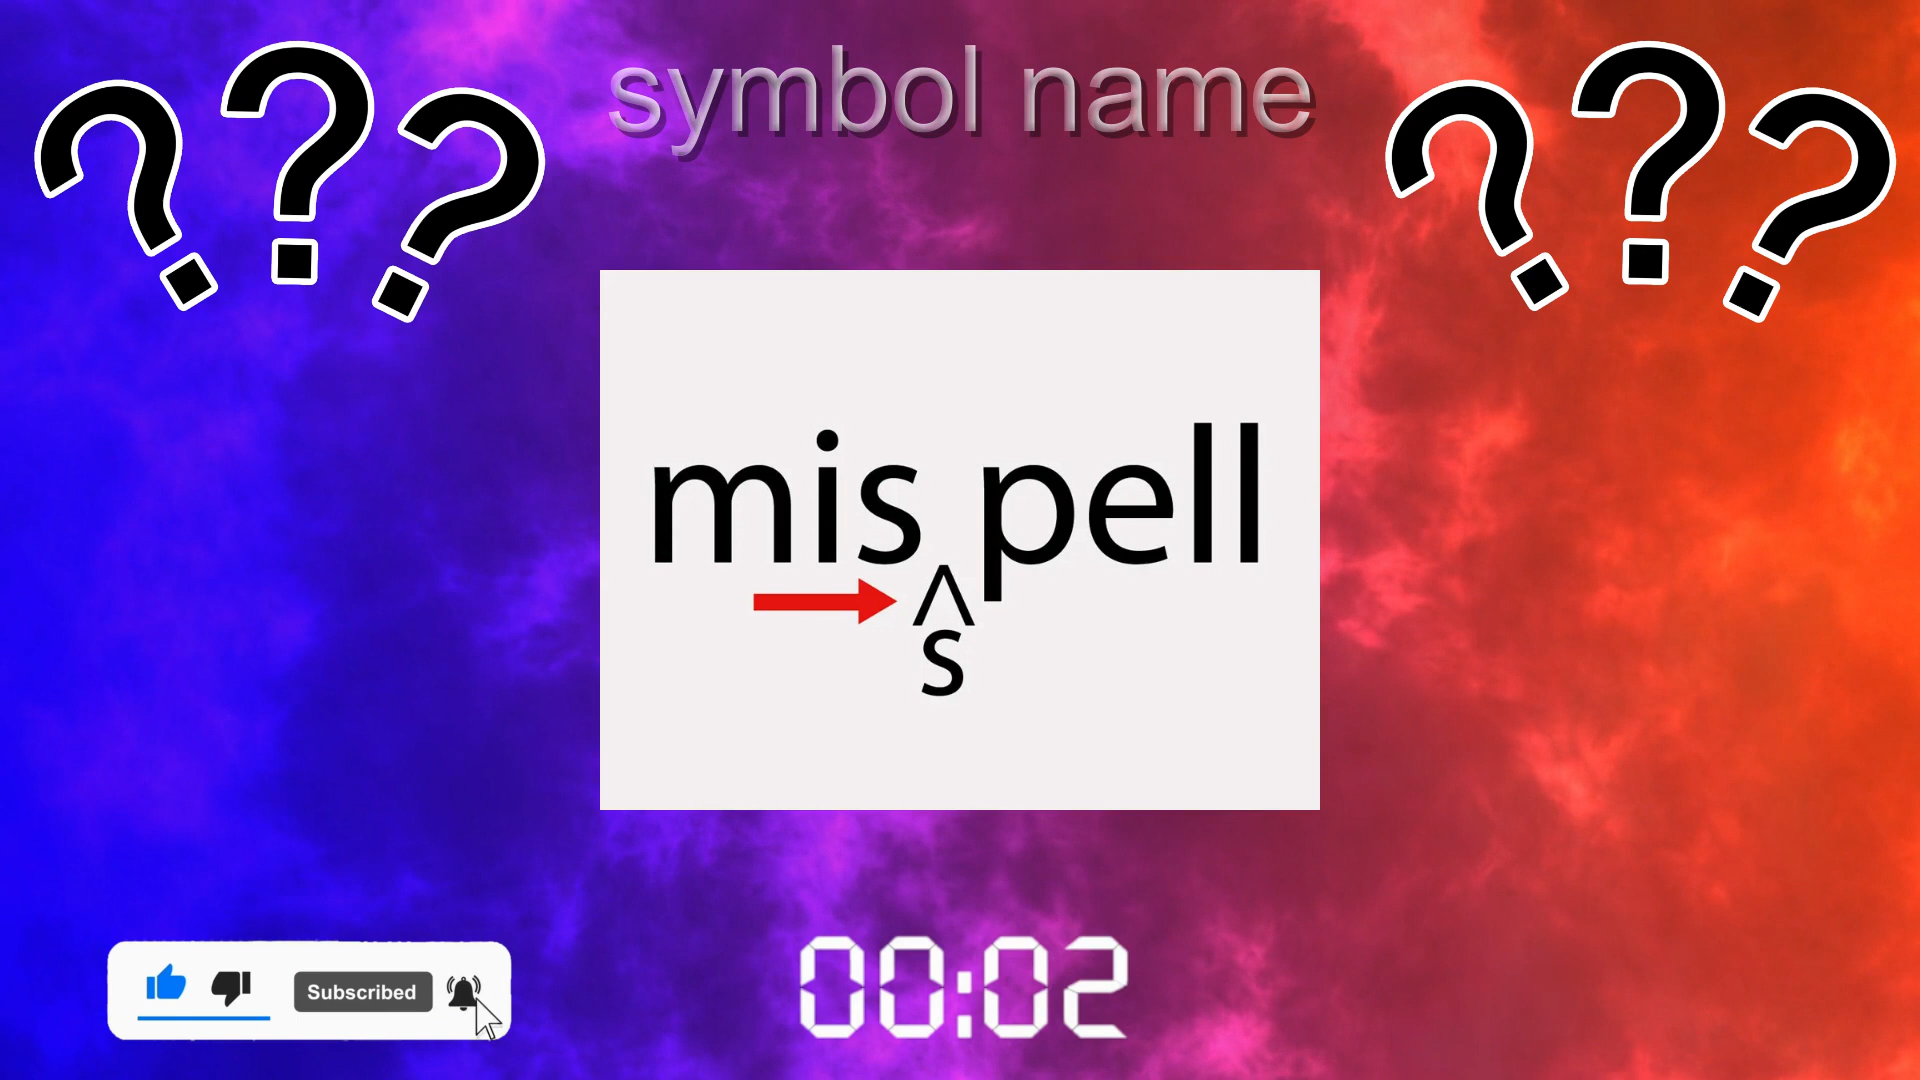 ??? symbol name ???
mis pell
^
s
Subscribed
00:02